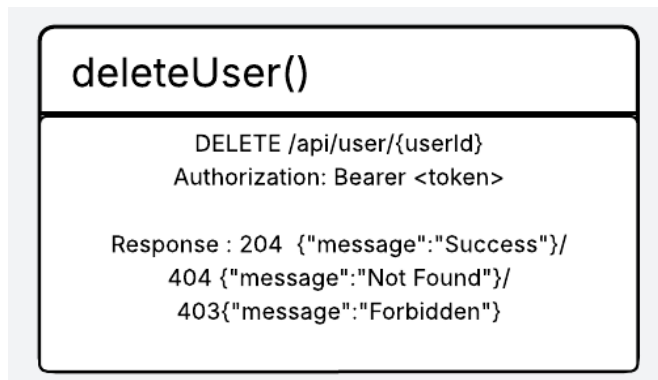 deleteUser()
DELETE /api/user/{userId}
Authorization: Bearer <token>
Response : 204  {"message":"Success"}/
404 {"message":"Not Found"}/
403{"message":"Forbidden"}